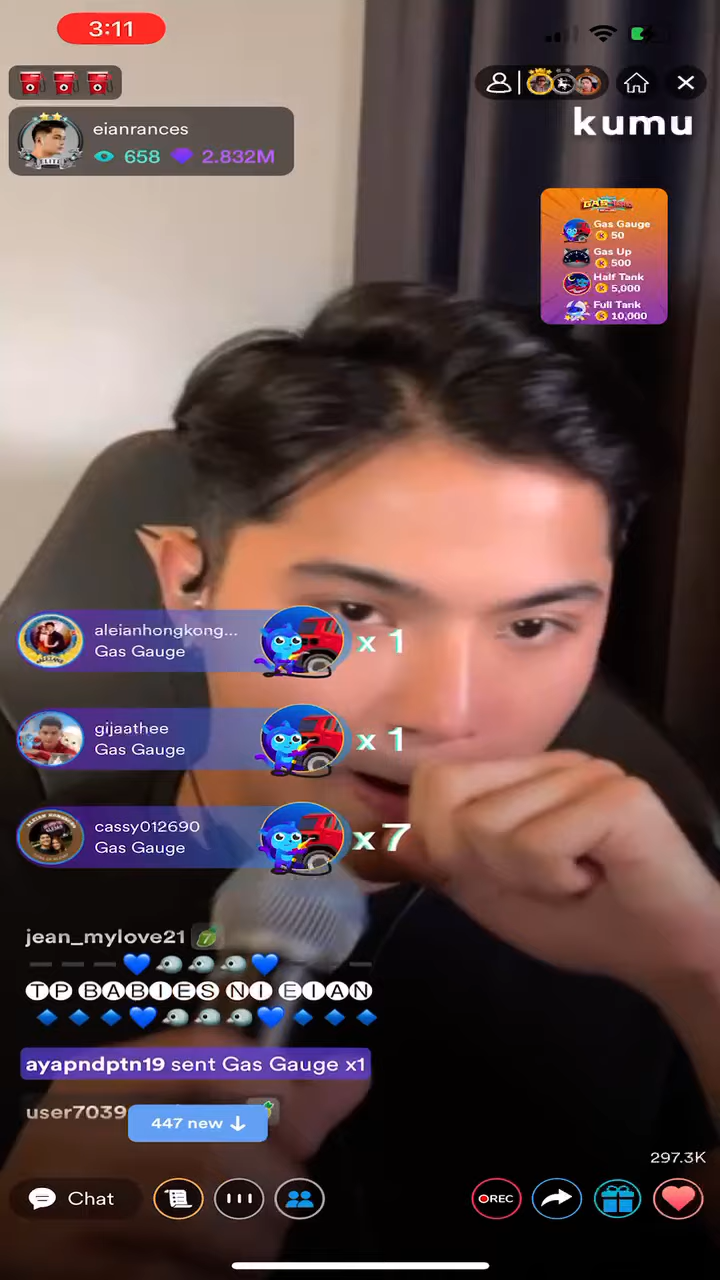 3:11
kumu
eianrances
658 2.832M
ELITE
Gas Gauge
50
Gas Up
500
Half Tank
5,000
Full Tank
10,000
aleianhongkong...
Gas Gauge x 1
gijaathee
Gas Gauge x 1
cassy012690
Gas Gauge x 7
jean_mylove21 7
TP BABIES NI EIAN
ayapndptn19 sent Gas Gauge x1
user7039
447 new ↓
297.3K
Chat
REC